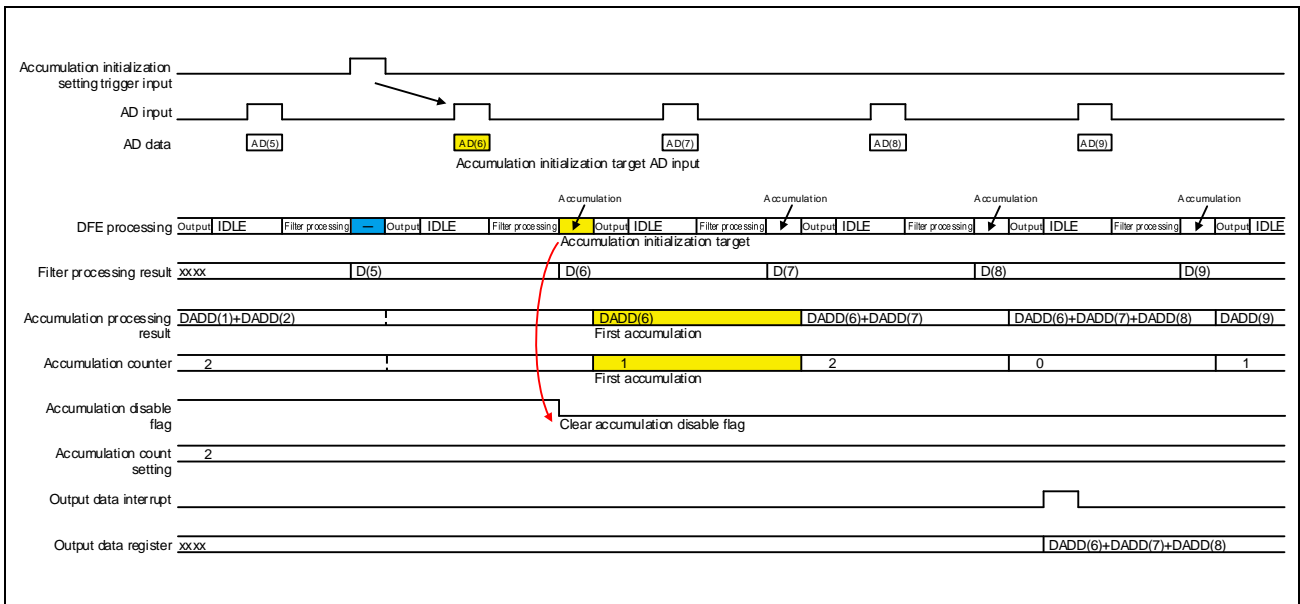 Accumulation initialization
setting trigger input
AD input
AD data
AD(5)
AD(6)
AD(7)
AD(8)
AD(9)
Accumulation initialization target AD input
Accumulation
Accumulation
Accumulation
Accumulation
DFE processing
Output IDLE Filter processing — Output IDLE Filter processing Output IDLE Filter processing Output IDLE Filter processing Output IDLE Filter processing Output IDLE
Accumulation initialization target
Filter processing result xxxx D(5) D(6) D(7) D(8) D(9)
Accumulation processing
result
DADD(1)+DADD(2) DADD(6) DADD(6)+DADD(7) DADD(6)+DADD(7)+DADD(8) DADD(9)
First accumulation
Accumulation counter 2 1 2 0 1
First accumulation
Accumulation disable
flag
Clear accumulation disable flag
Accumulation count
setting
2
Output data interrupt
Output data register xxxx DADD(6)+DADD(7)+DADD(8)